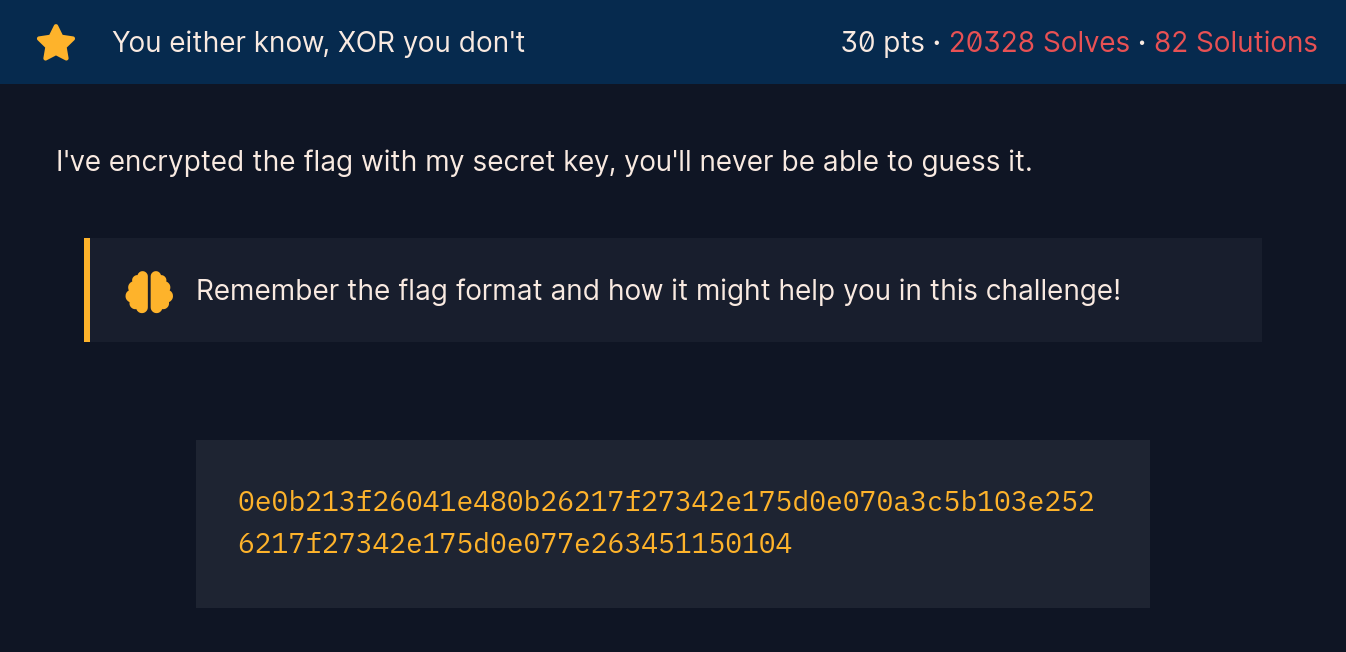 You either know, XOR you don't
30 pts · 20328 Solves · 82 Solutions
I've encrypted the flag with my secret key, you'll never be able to guess it.
Remember the flag format and how it might help you in this challenge!
0e0b213f26041e480b26217f27342e175d0e070a3c5b103e252
6217f27342e175d0e077e263451150104